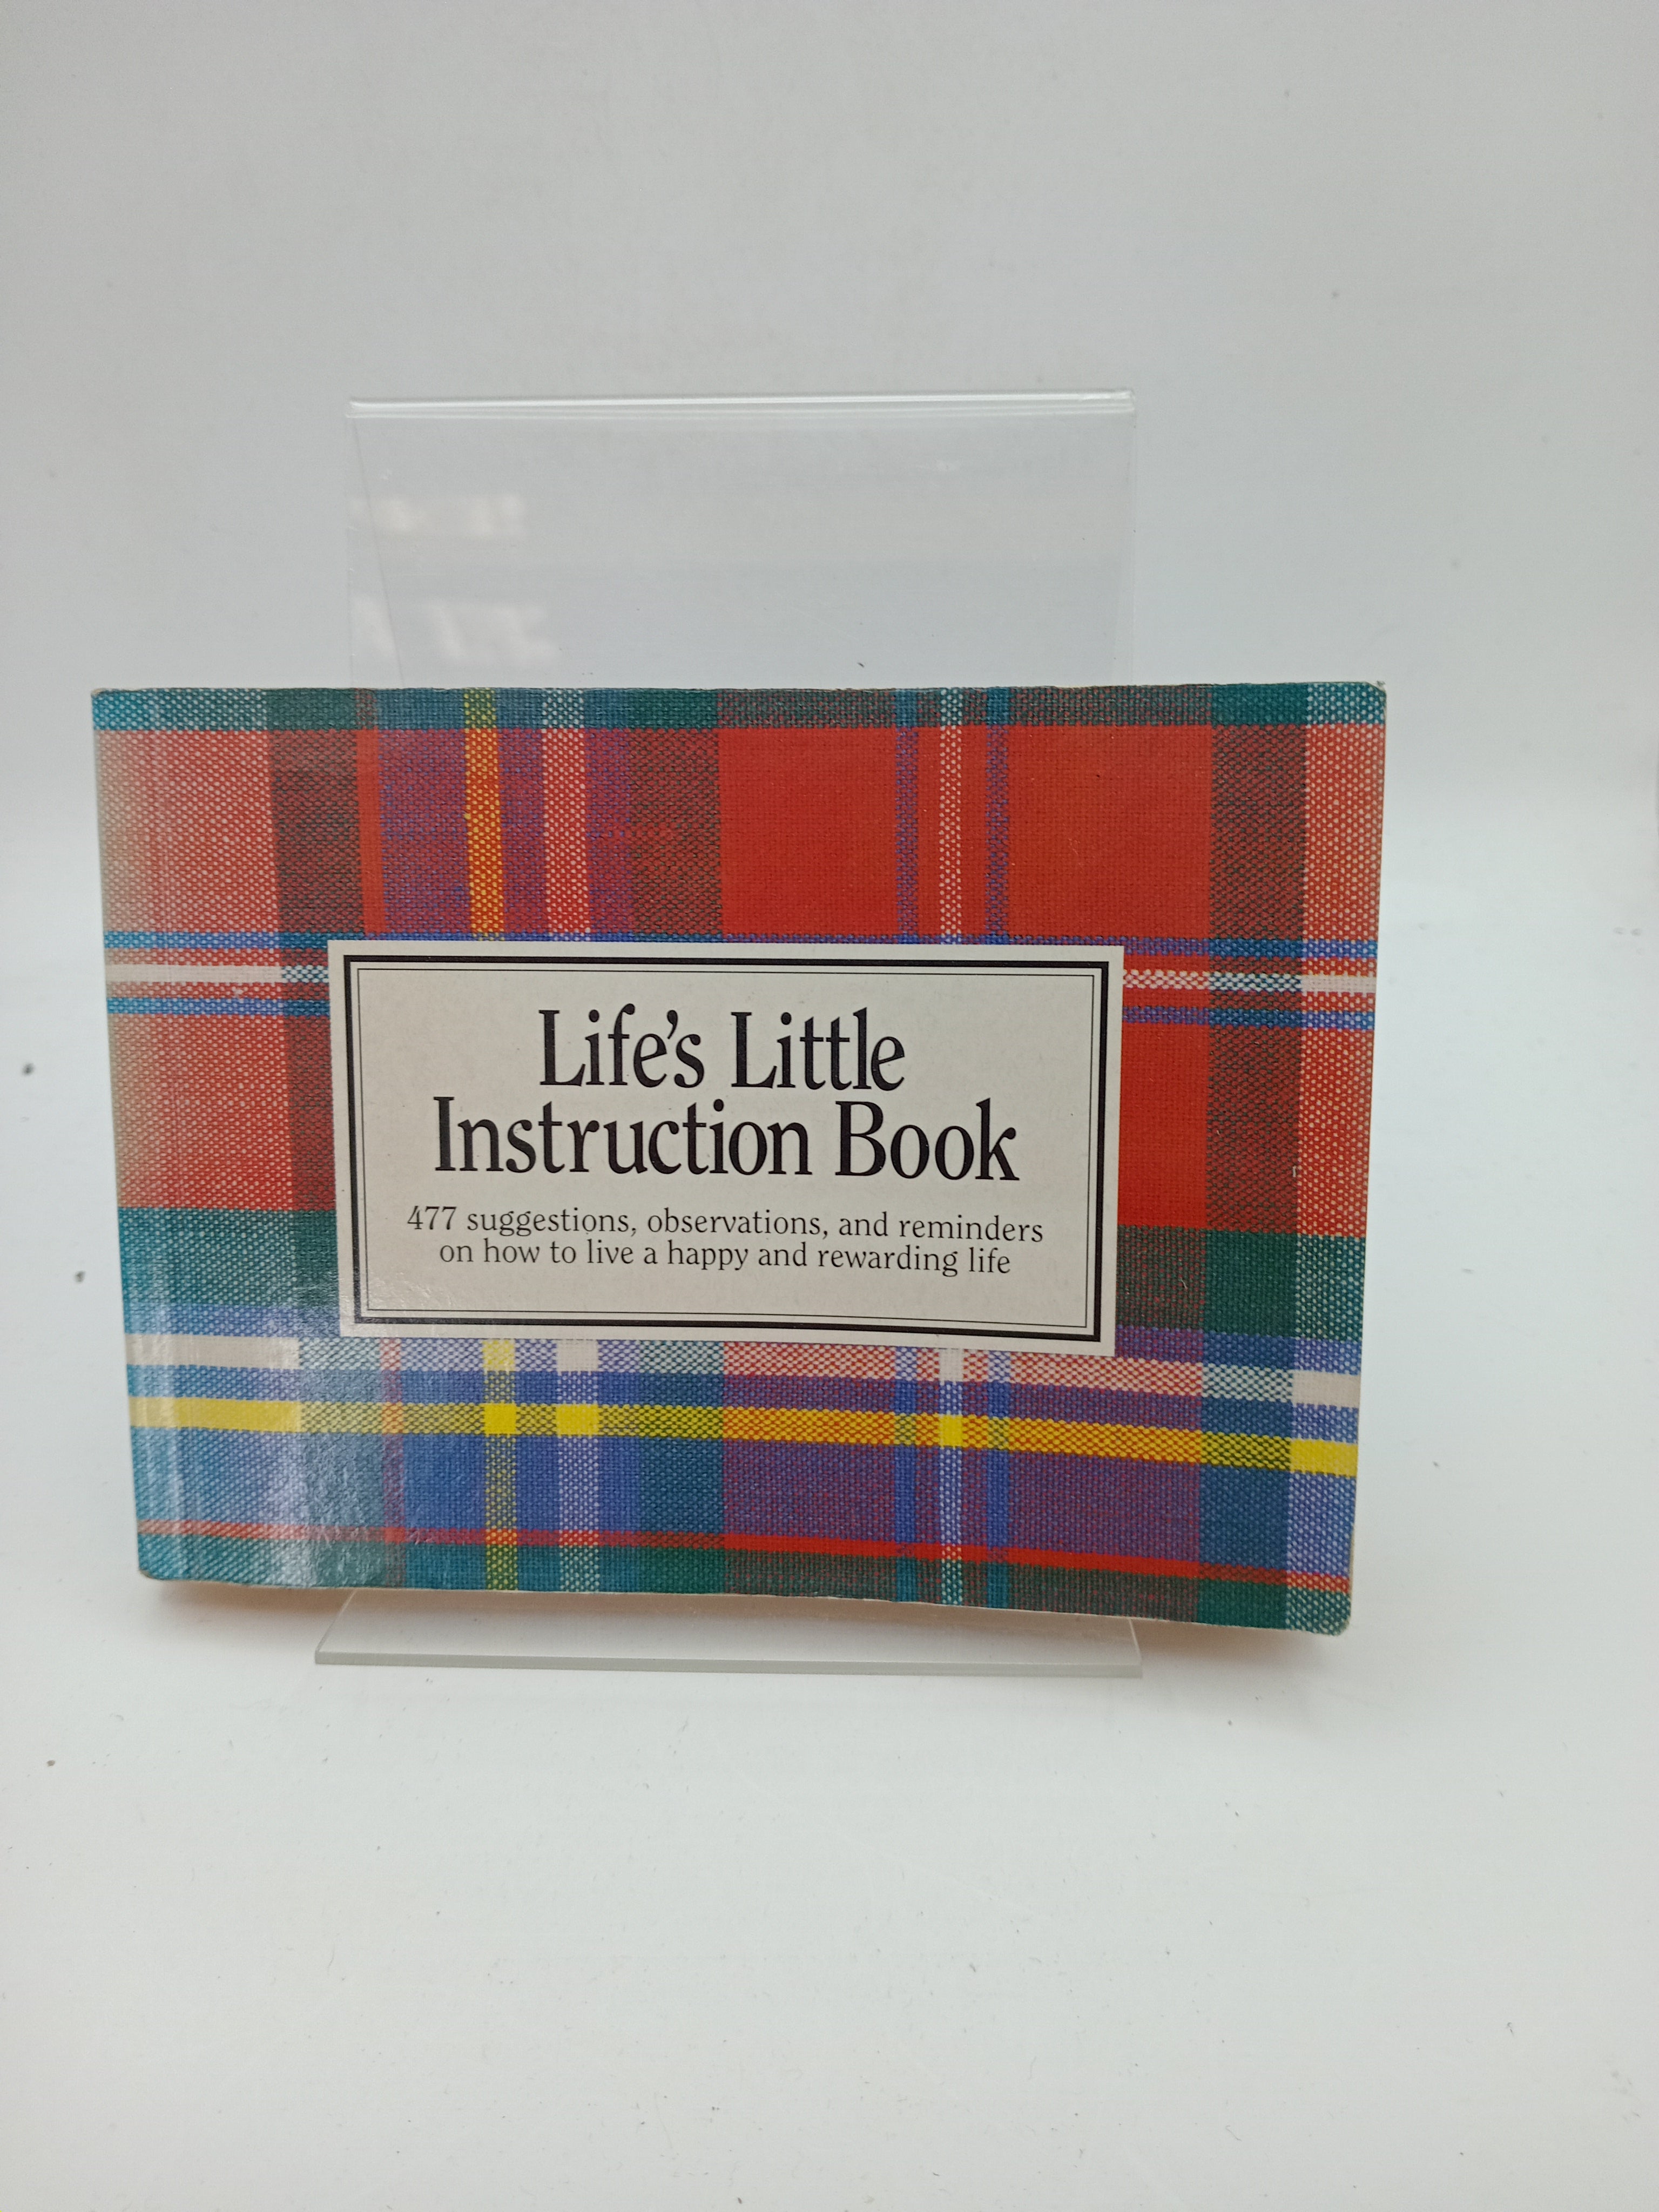 Life's Little
Instruction Book
477 suggestions, observations, and reminders
on how to live a happy and rewarding life